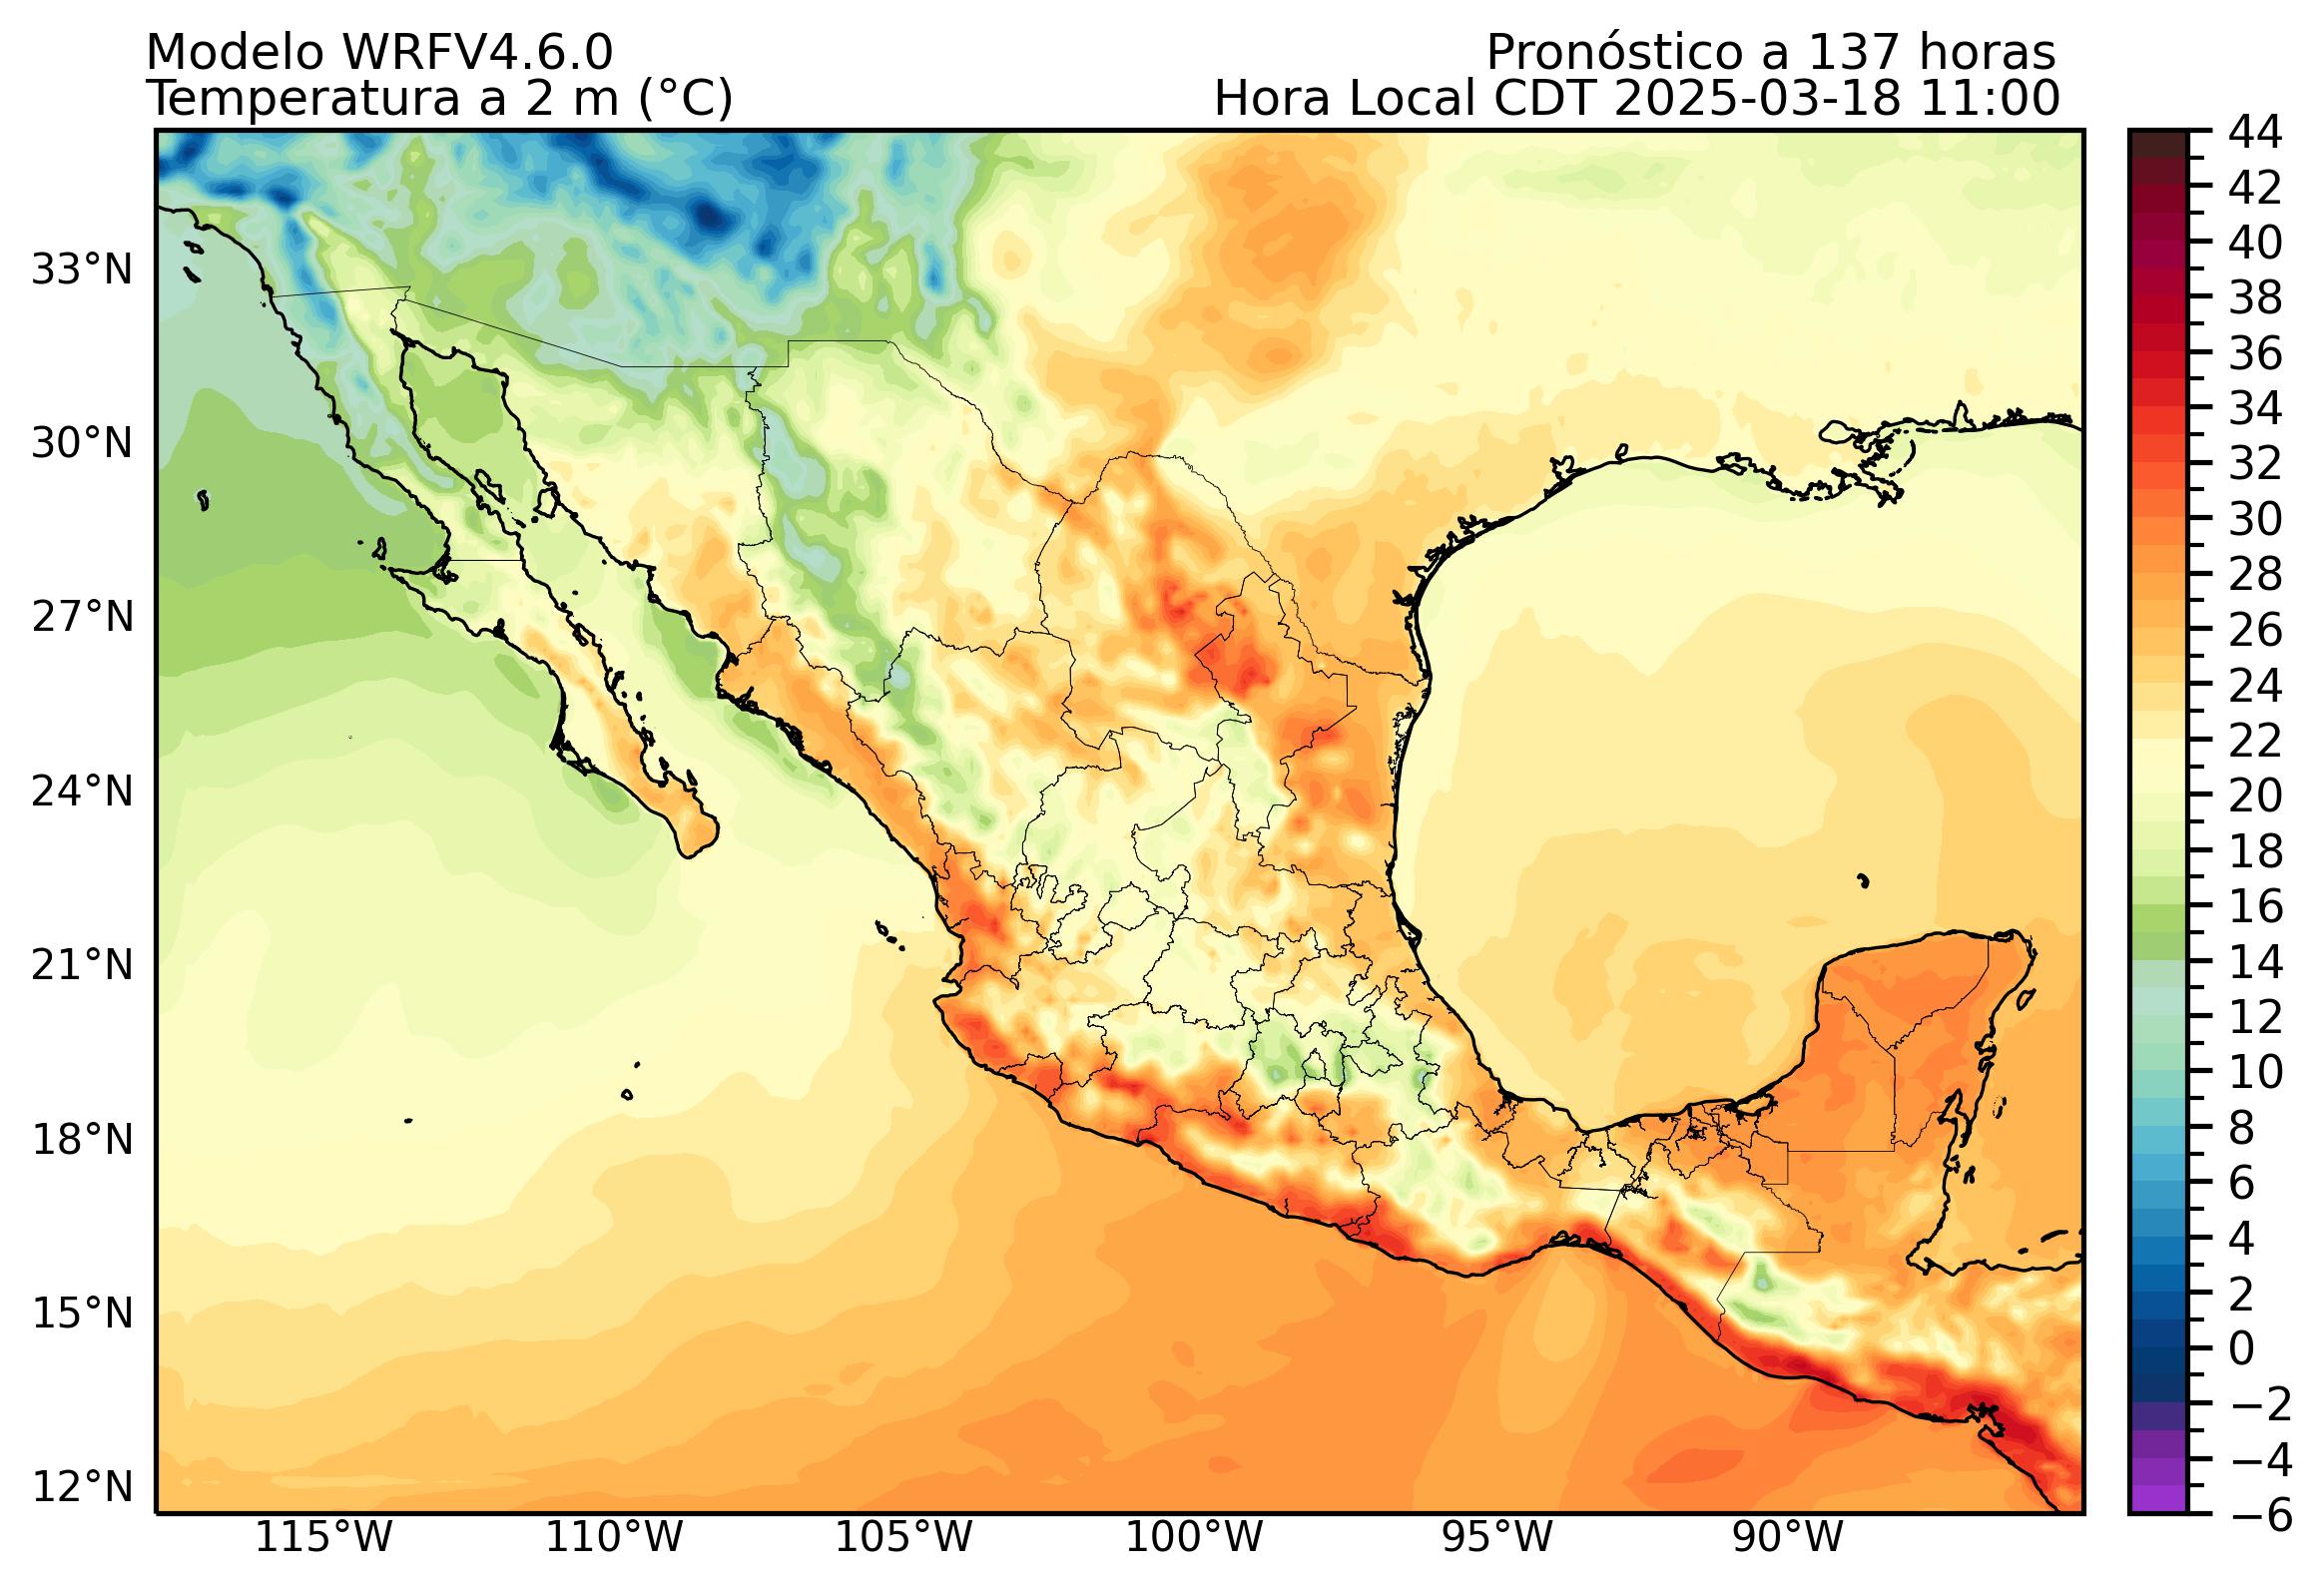 Modelo WRFV4.6.0
Pronóstico a 137 horas
Temperatura a 2 m (°C)
Hora Local CDT 2025-03-18 11:00
44
42
40
38
36
34
32
30
28
26
24
22
20
18
16
14
12
10
8
6
4
2
0
−2
−4
−6
33°N
30°N
27°N
24°N
21°N
18°N
15°N
12°N
115°W 110°W 105°W 100°W 95°W 90°W